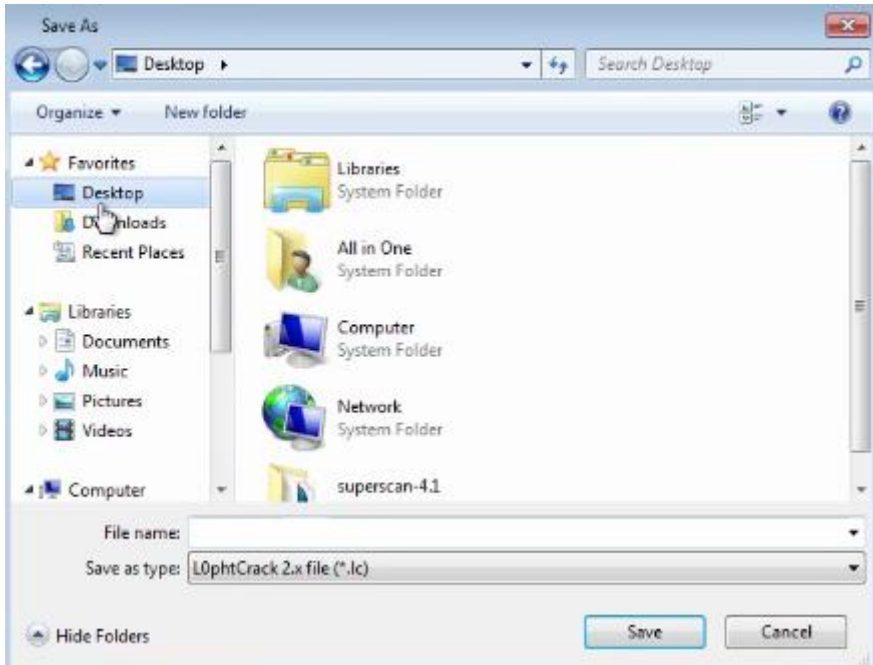 Save As
Desktop
Search Desktop
Organize
New folder
Favorites
Desktop
Downloads
Recent Places
Libraries
Documents
Music
Pictures
Videos
Computer
Libraries
System Folder
All in One
System Folder
Computer
System Folder
Network
System Folder
superscan-4.1
File name:
Save as type: L0phtCrack 2.x file (*.lc)
Hide Folders
Save
Cancel